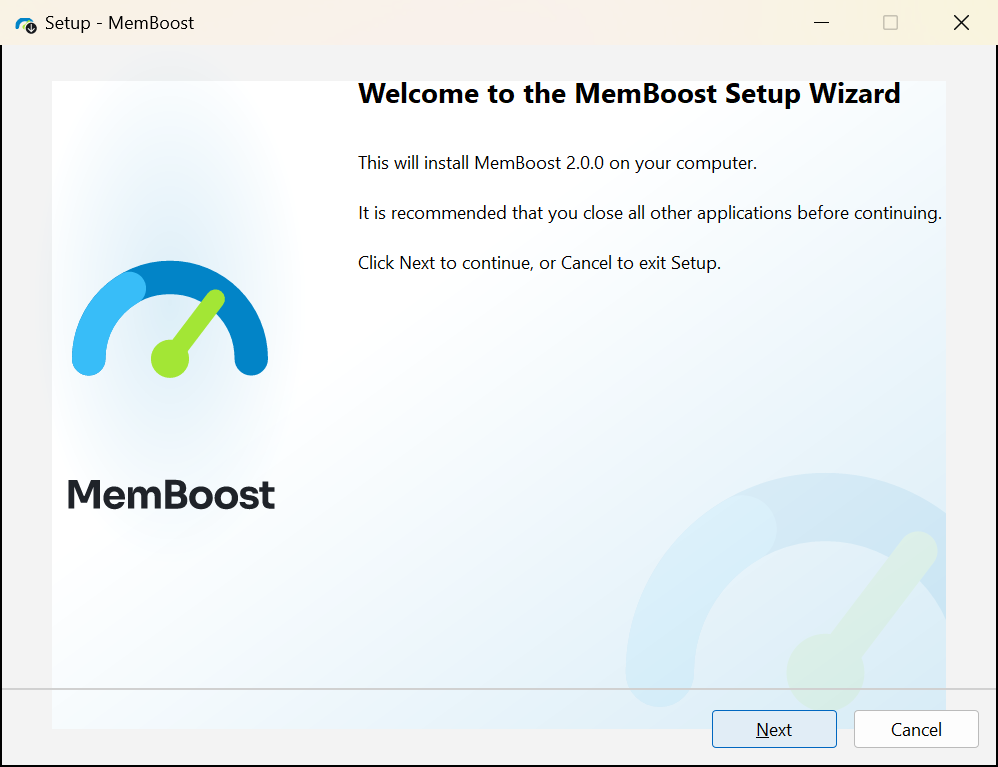 Setup - MemBoost
Welcome to the MemBoost Setup Wizard
This will install MemBoost 2.0.0 on your computer.
It is recommended that you close all other applications before continuing.
Click Next to continue, or Cancel to exit Setup.
MemBoost
Next
Cancel